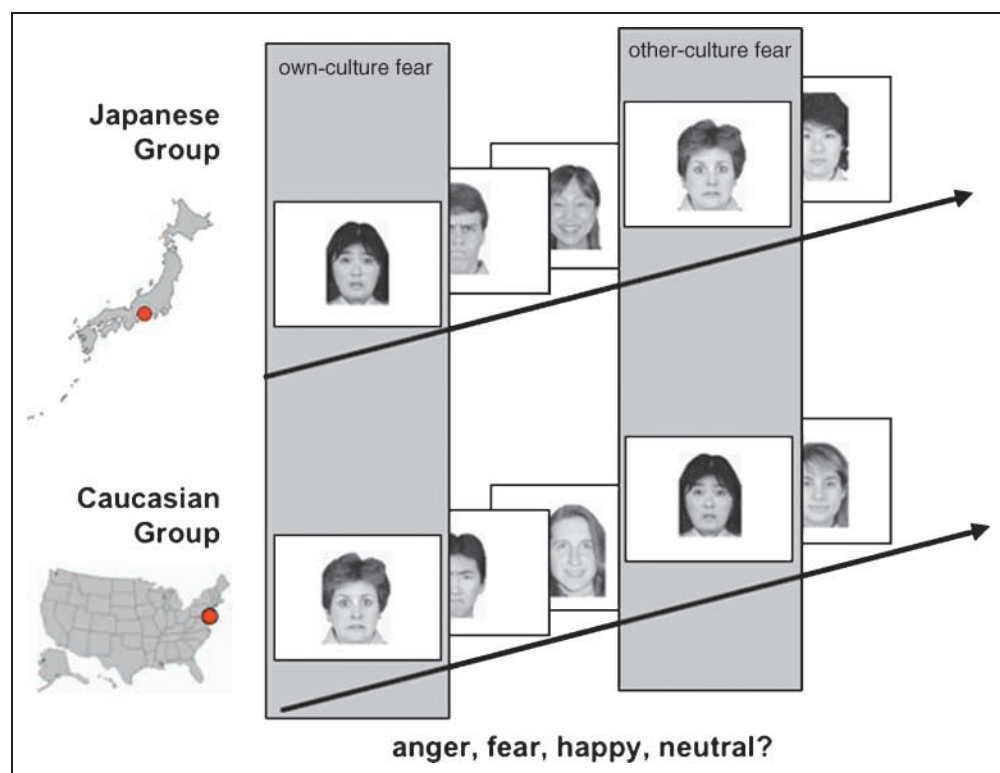 own-culture fear
other-culture fear
Japanese
Group
Caucasian
Group
anger, fear, happy, neutral?